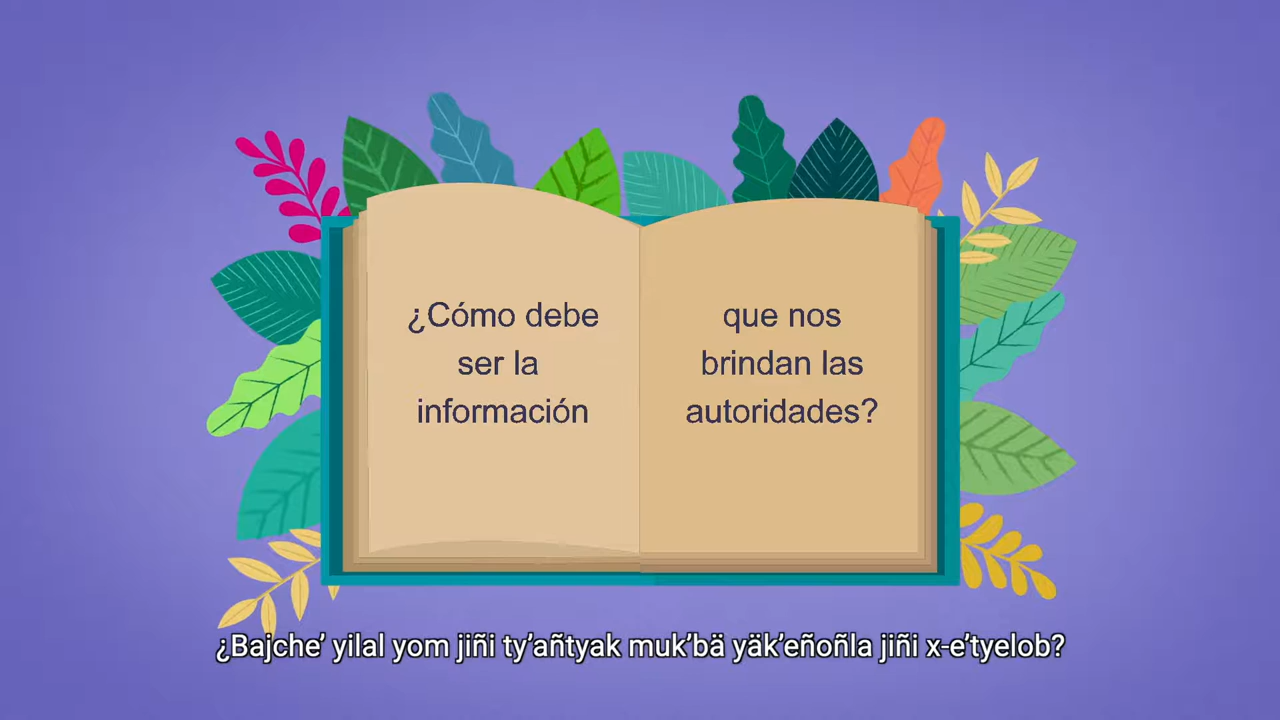 ¿Cómo debe
ser la
información
que nos
brindan las
autoridades?
¿Bajche’ yilal yom jiñi ty’añtyak muk’bä yäk’eñoñla jiñi x-e’tyelob?